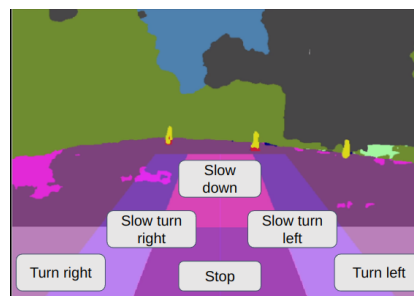 Slow
down
Slow turn
right
Slow turn
left
Turn right
Stop
Turn left